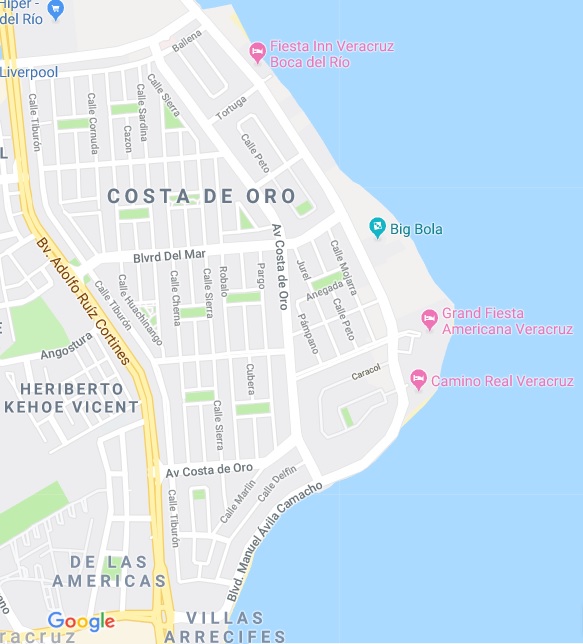 Hiper -
del Río
Ballena
Fiesta Inn Veracruz
Boca del Río
Liverpool
Calle Tiburón
Calle Cornuda
Cazon
Calle Sardina
Calle Sierra
Tortuga
Calle Peto
L
COSTA DE ORO
Big Bola
Av Costa de Oro
Blvrd Del Mar
Calle Mojarra
Bv. Adolfo Ruíz Cortines
Calle Tiburón
Calle Huachinango
Calle Cherna
Calle Sierra
Robalo
Pargo
Jurel
Anegada
Calle Peto
Pámpano
Grand Fiesta
Americana Veracruz
Angostura
Caracol
Camino Real Veracruz
HERIBERTO
KEHOE VICENT
Cubera
Calle Sierra
Av Costa de Oro
Calle Tiburón
Calle Marlin
Calle Delfin
Blvd. Manuel Ávila Camacho
DE LAS
AMERICAS
ano
Google
VILLAS
ARRECIFES
racruz